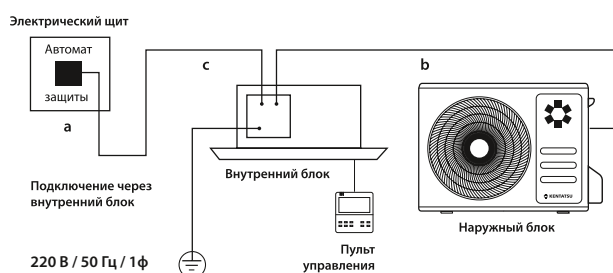 Электрический щит
Автомат
защиты
a
c
b
Внутренний блок
KENTATSU
Наружный блок
Подключение через
внутренний блок
Пульт
управления
220 В / 50 Гц / 1ф